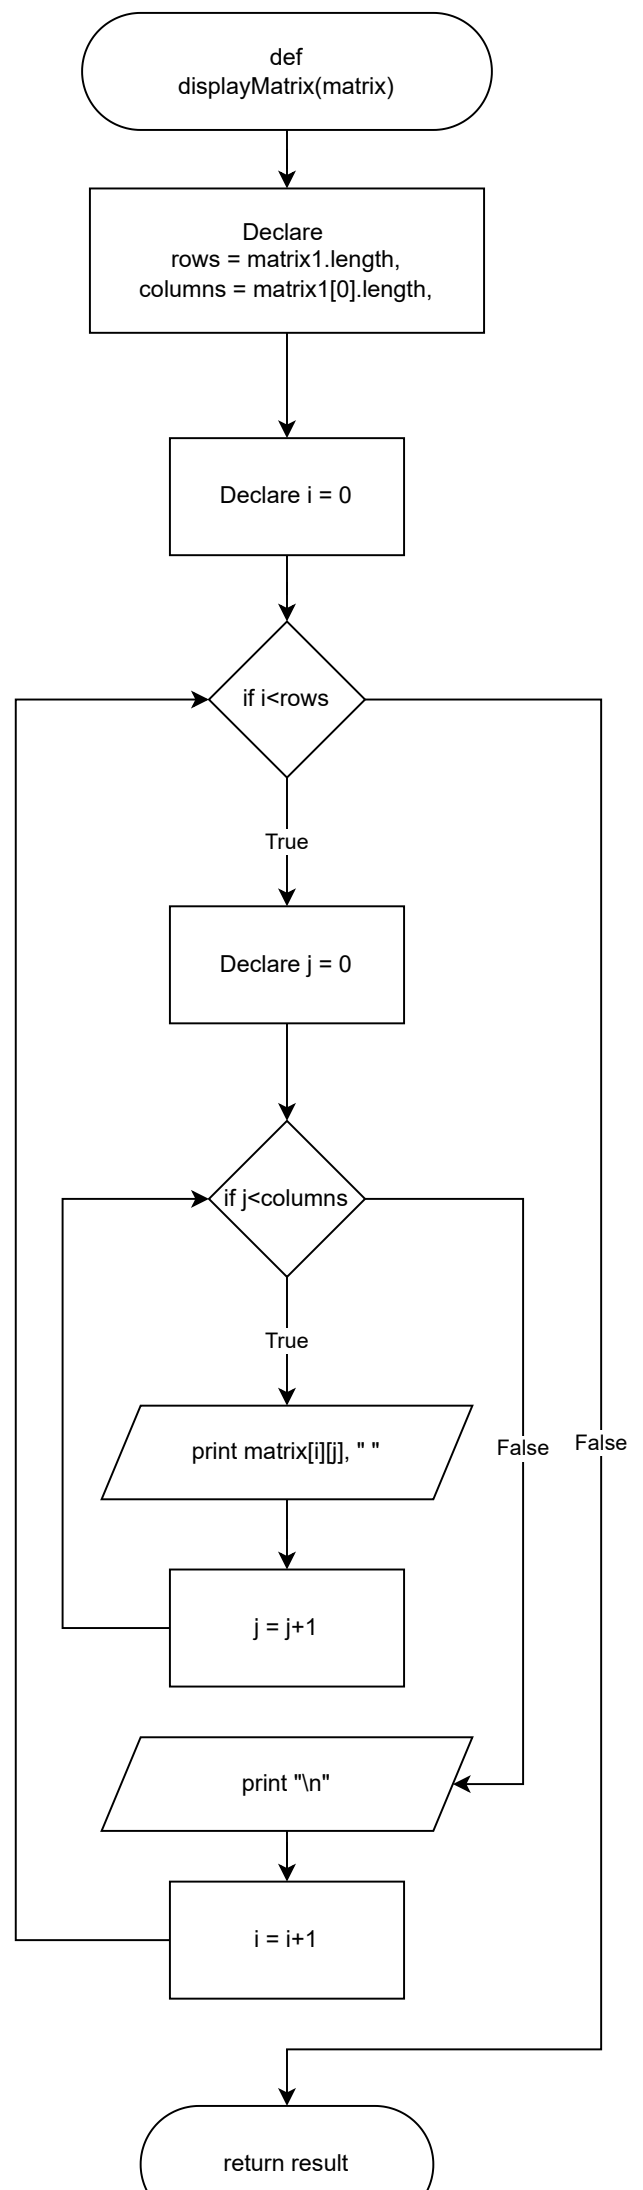 def
displayMatrix(matrix)
Declare
rows = matrix1.length,
columns = matrix1[0].length,
Declare i = 0
if i<rows
True
Declare j = 0
if j<columns
True
print matrix[i][j], " "
False
False
j = j+1
print "\n"
i = i+1
return result